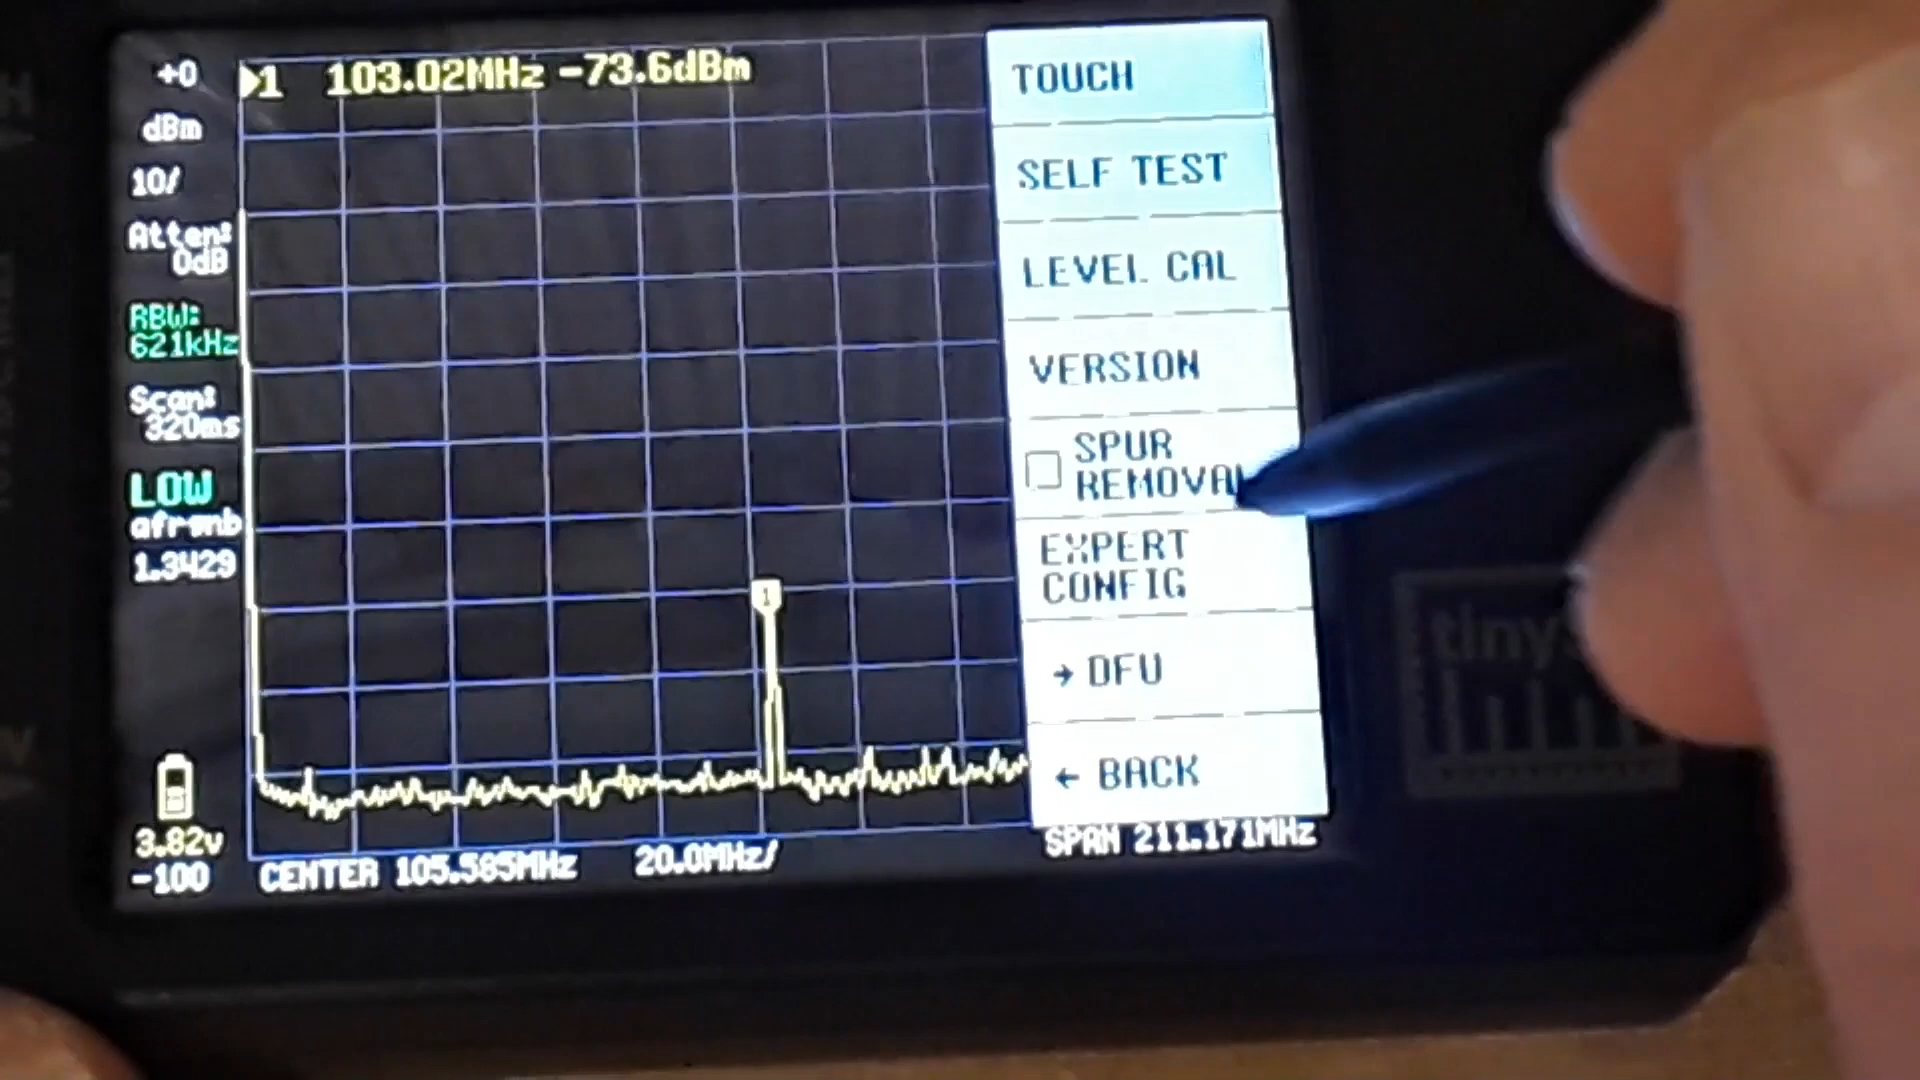 +0
dBm
10/
Atten:
0dB
RBW:
621kHz
Scan:
320ms
LOW
1.3429
3.82v
-100
1 103.02MHz -73.6dBm
1
CENTER 105.585MHz 20.0MHz/ SPAN 211.171MHz
TOUCH
SELF TEST
LEVEL CAL
VERSION
SPUR
REMOVAL
EXPERT
CONFIG
→ DFU
← BACK
tiny